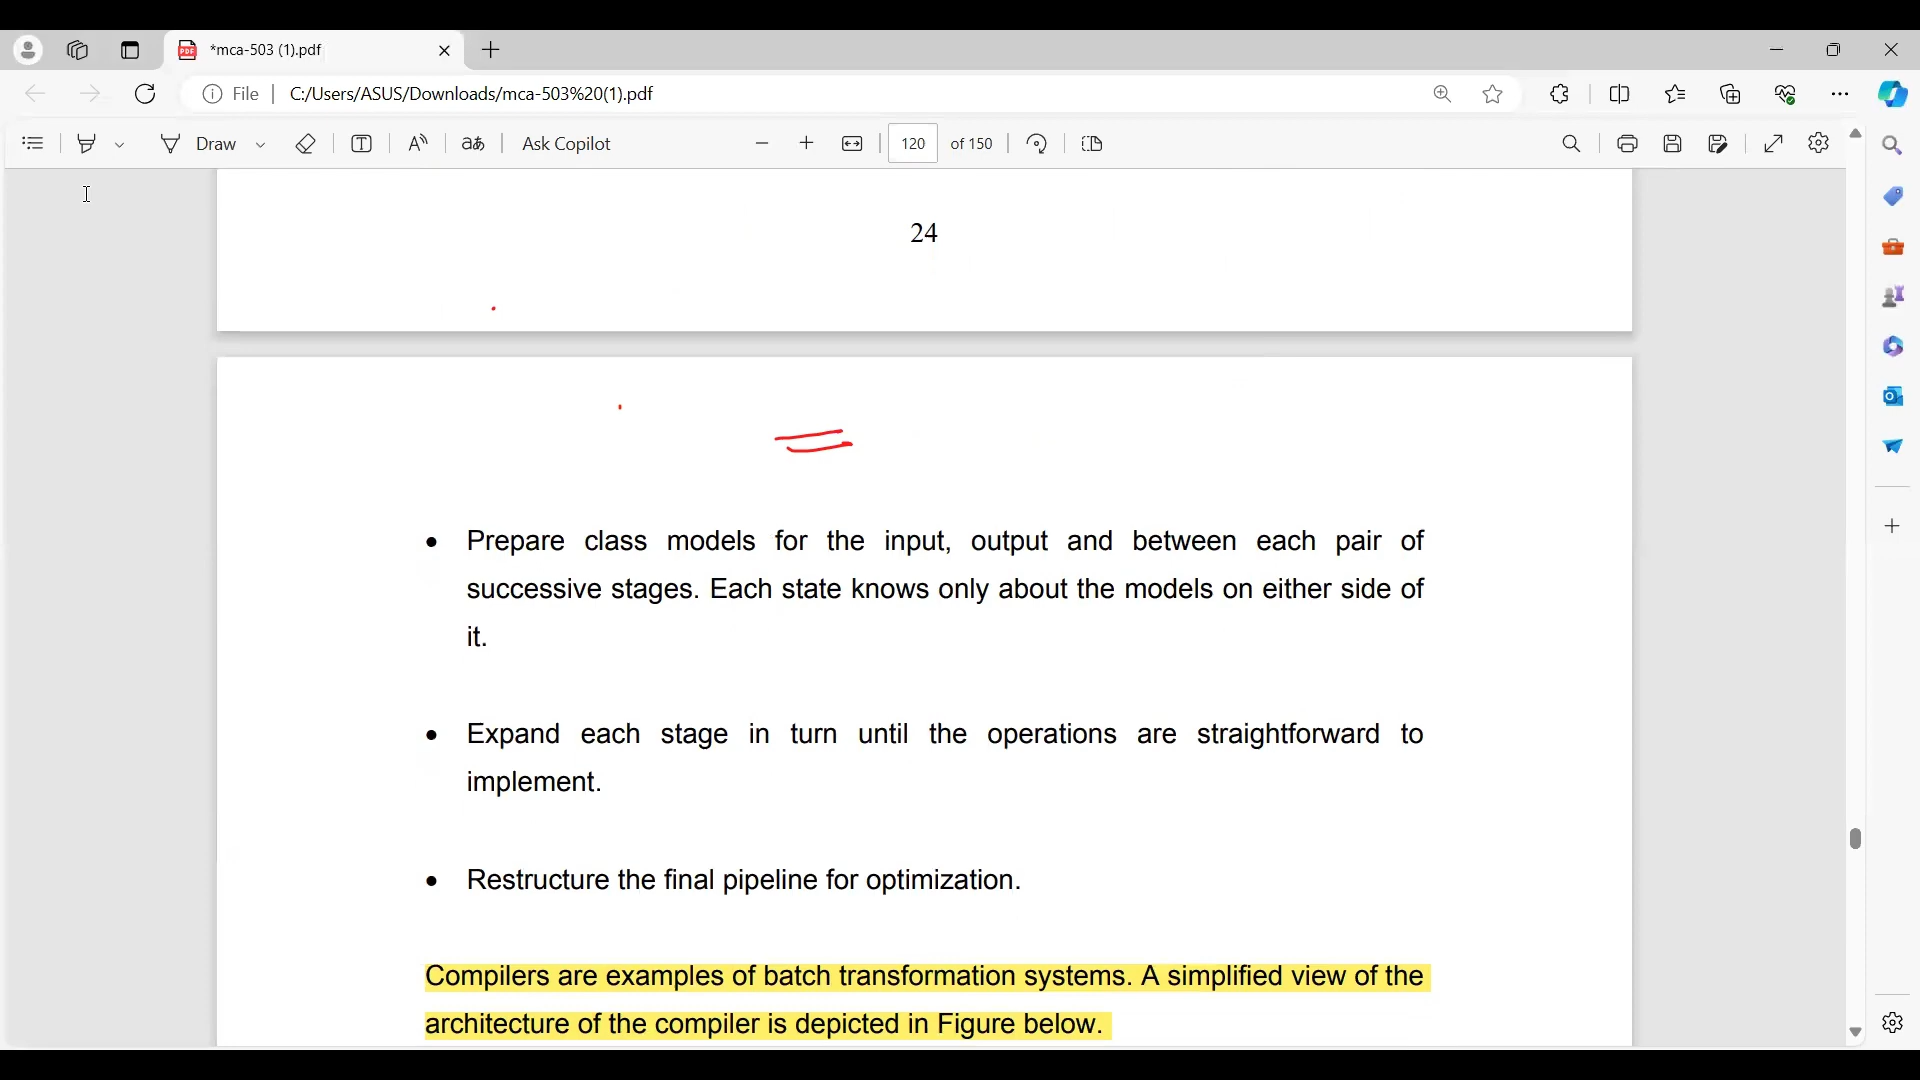 *mca-503 (1).pdf
File
C:/Users/ASUS/Downloads/mca-503%20(1).pdf
Draw
Ask Copilot
120 of 150
24
• Prepare class models for the input, output and between each pair of
successive stages. Each state knows only about the models on either side of
it.
• Expand each stage in turn until the operations are straightforward to
implement.
• Restructure the final pipeline for optimization.
Compilers are examples of batch transformation systems. A simplified view of the
architecture of the compiler is depicted in Figure below.